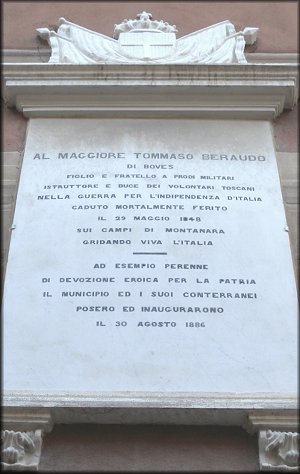 AL MAGGIORE TOMMASO BERAUDO
DI BOVES
FIGLIO E FRATELLO A PRODI MILITARI
ISTRUTTORE E DUCE DEI VOLONTARI TOSCANI
NELLA GUERRA PER L'INDIPENDENZA D'ITALIA
CADUTO MORTALMENTE FERITO
IL 29 MAGGIO 1848
SUI CAMPI DI MONTANARA
GRIDANDO VIVA L'ITALIA
AD ESEMPIO PERENNE
DI DEVOZIONE EROICA PER LA PATRIA
IL MUNICIPIO ED I SUOI CONTERRANEI
POSERO ED INAUGURARONO
IL 30 AGOSTO 1886